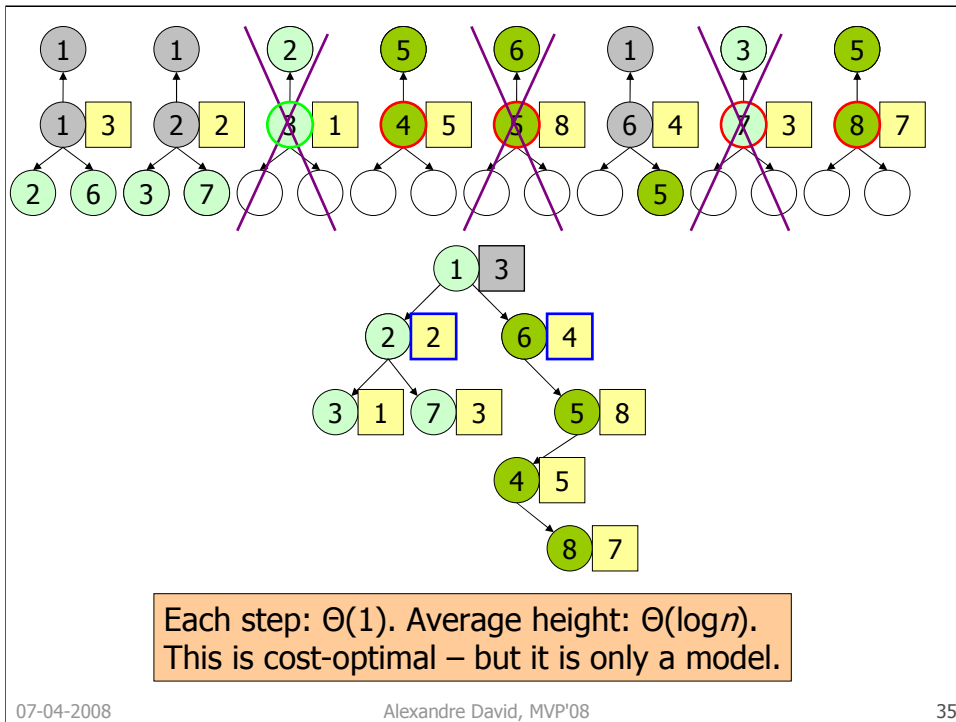 1 1 2 5 6 1 3 5
1 3 2 2 3 1 4 5 5 8 6 4 7 3 8 7
2 6 3 7 5
1 3
2 2 6 4
3 1 7 3 5 8
4 5
8 7
Each step: Θ(1). Average height: Θ(logn).
This is cost-optimal – but it is only a model.
07-04-2008 Alexandre David, MVP'08 35